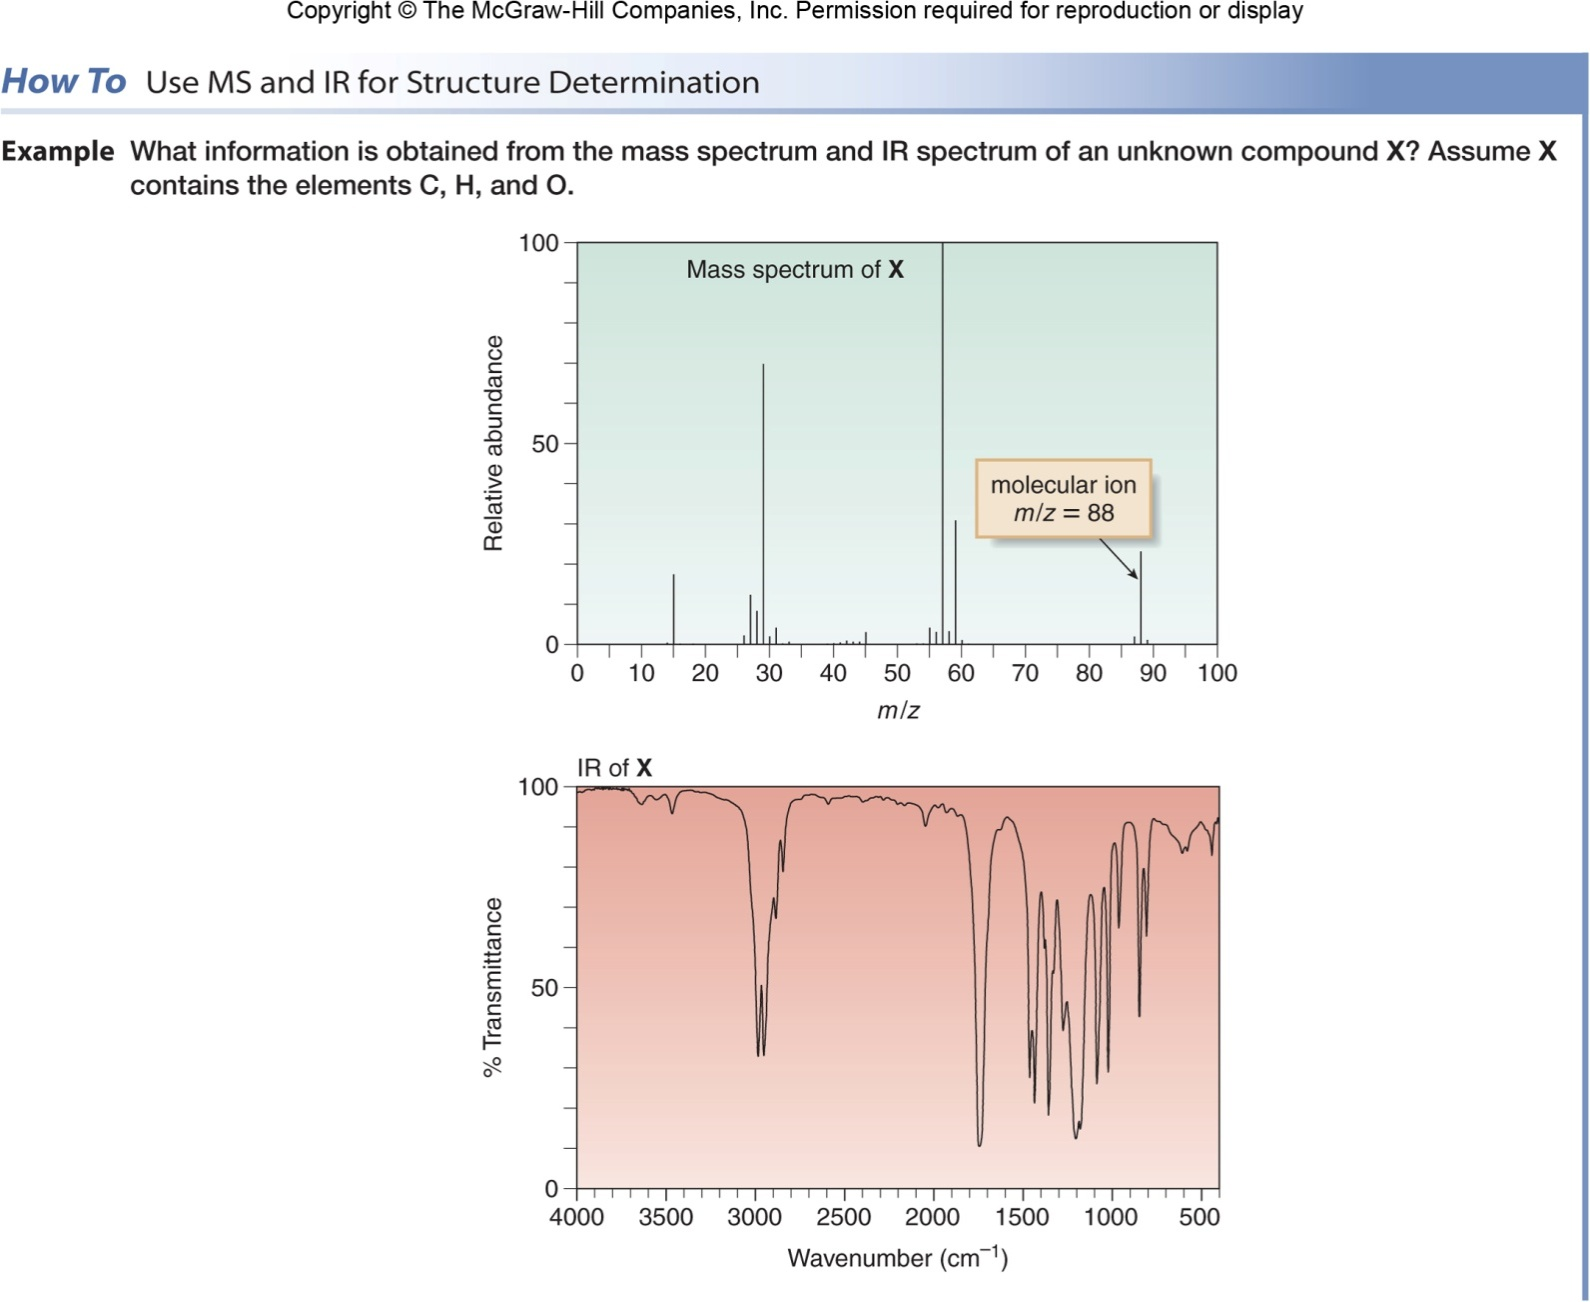 Copyright © The McGraw-Hill Companies, Inc. Permission required for reproduction or display
How To Use MS and IR for Structure Determination
Example What information is obtained from the mass spectrum and IR spectrum of an unknown compound X? Assume X
contains the elements C, H, and O.
100
Mass spectrum of X
Relative abundance
50
molecular ion
m/z = 88
0
0 10 20 30 40 50 60 70 80 90 100
m/z
IR of X
100
% Transmittance
50
0
4000 3500 3000 2500 2000 1500 1000 500
Wavenumber (cm⁻¹)